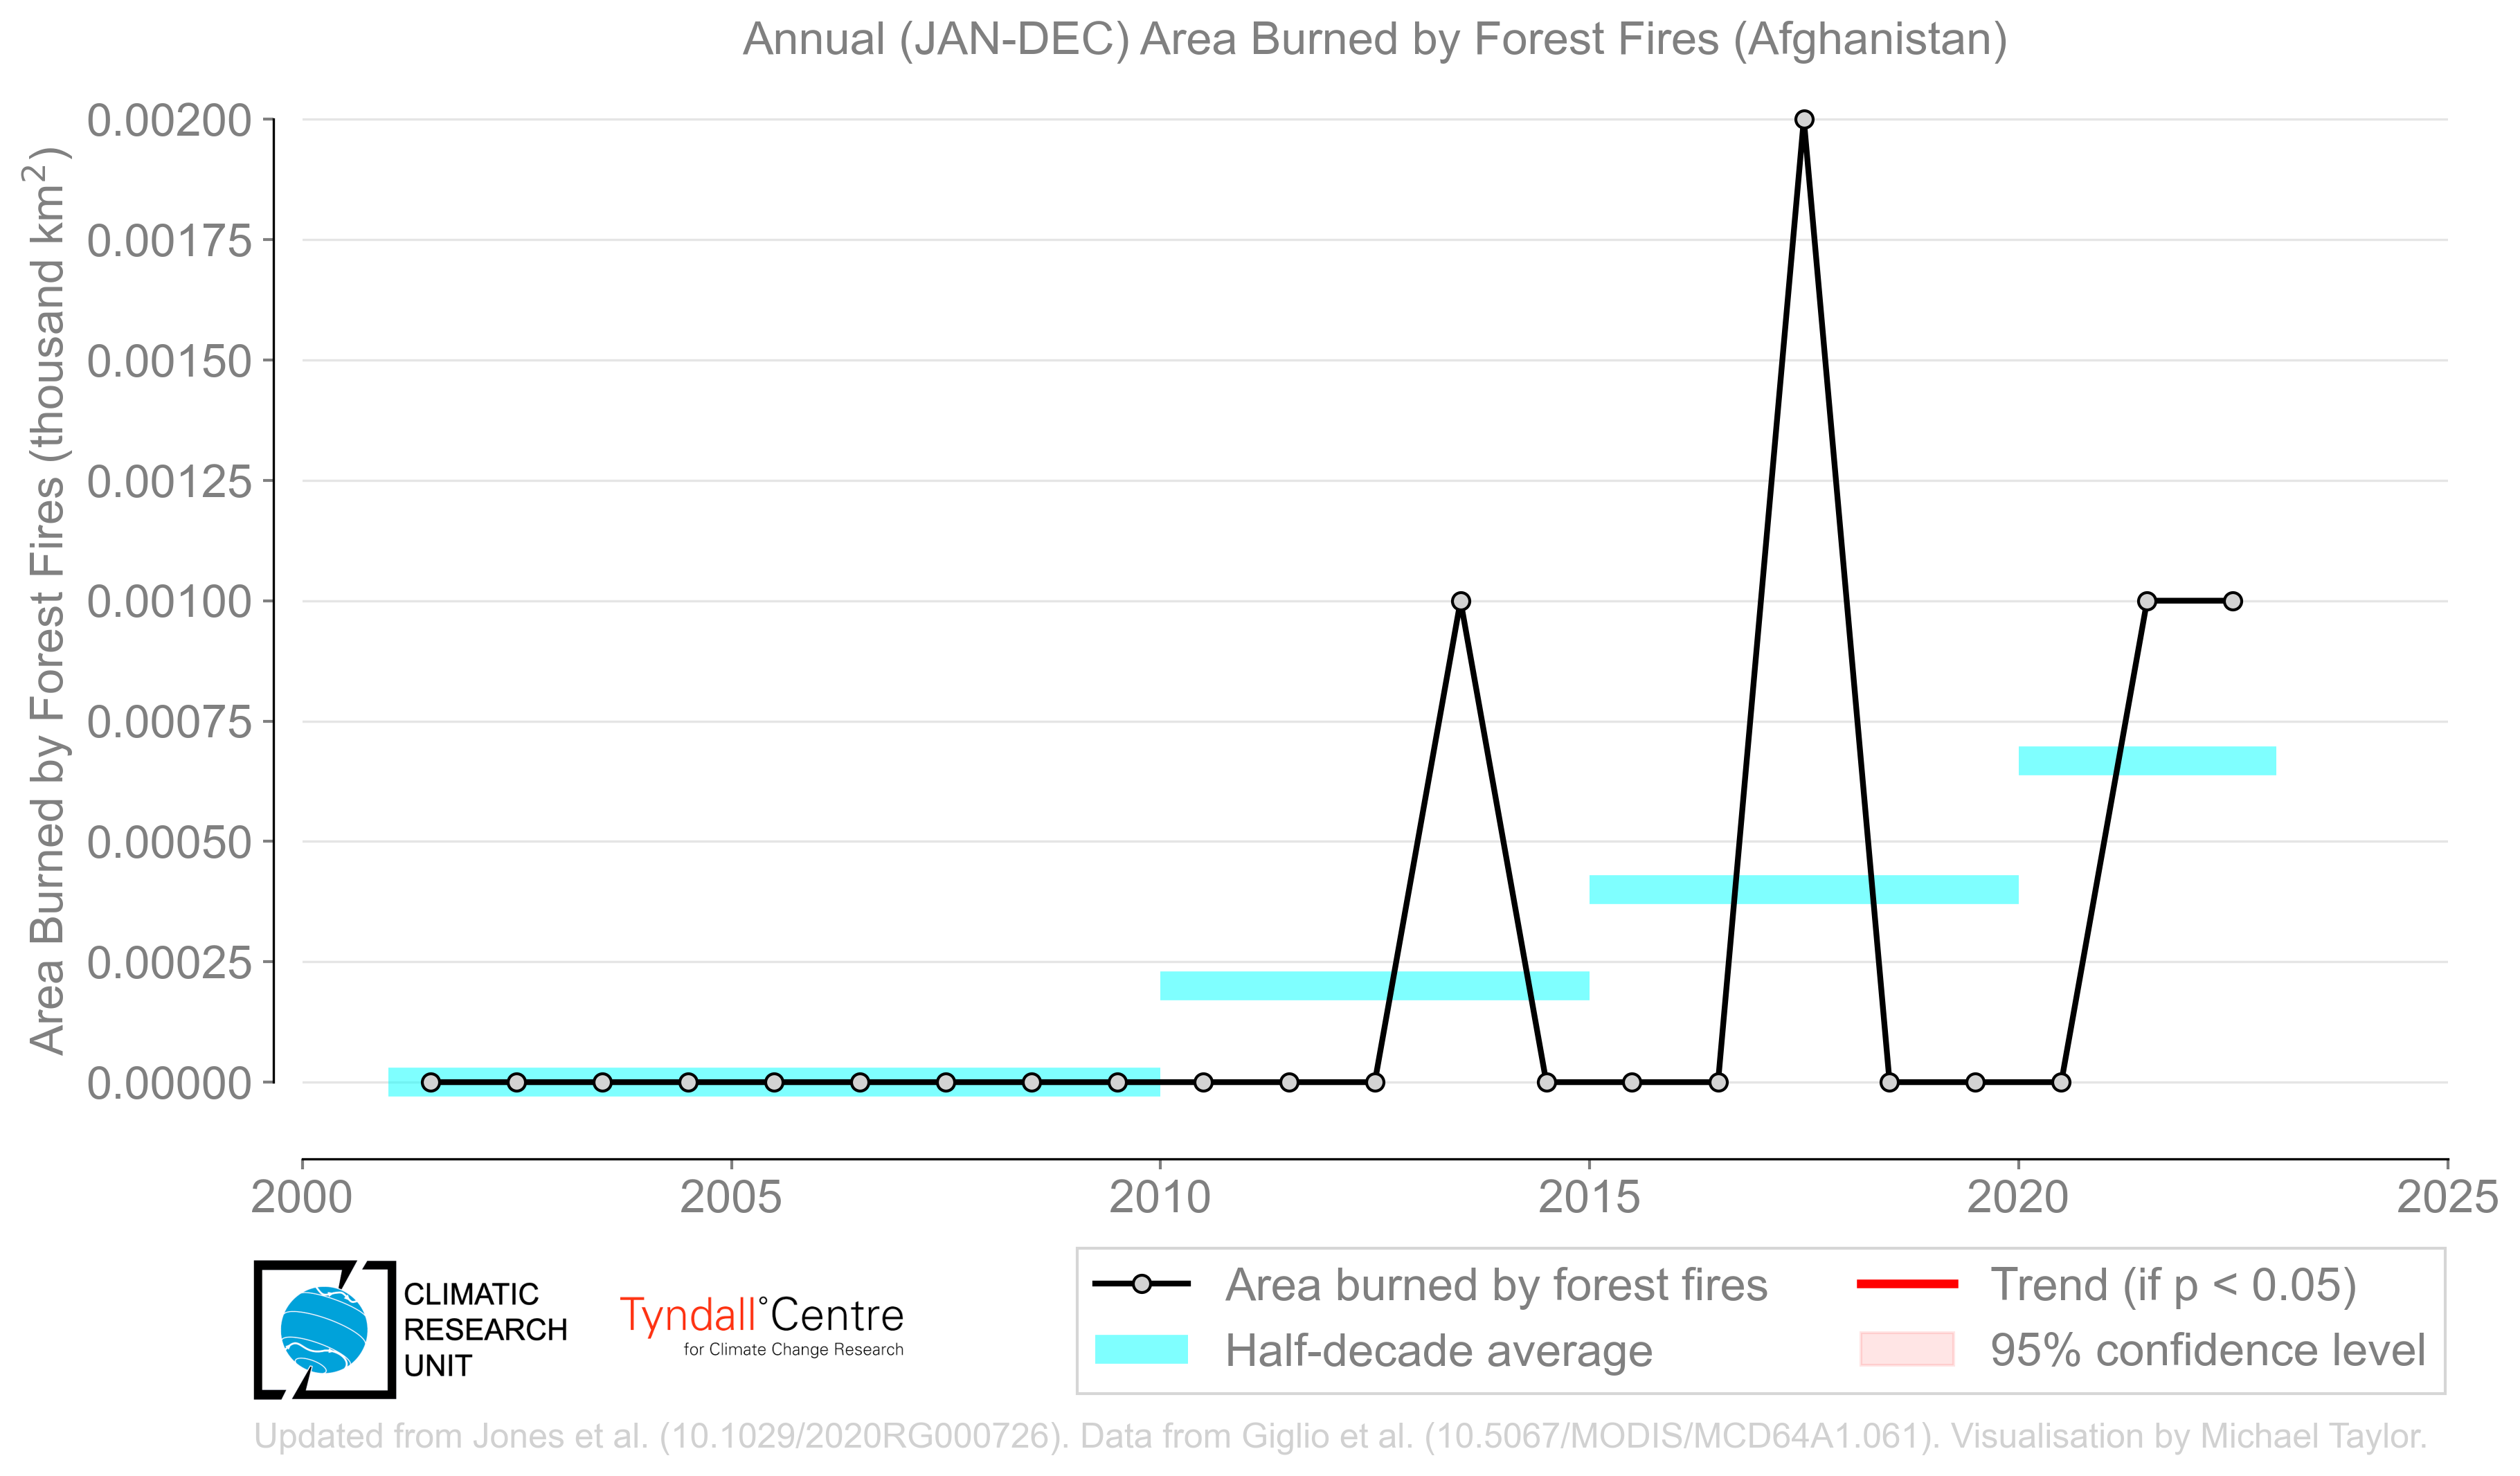 Annual (JAN-DEC) Area Burned by Forest Fires (Afghanistan)
Area Burned by Forest Fires (thousand km²)
0.00200
0.00175
0.00150
0.00125
0.00100
0.00075
0.00050
0.00025
0.00000
2000 2005 2010 2015 2020 2025
CLIMATIC
RESEARCH
UNIT
Tyndall°Centre
for Climate Change Research
Area burned by forest fires
Half-decade average
Trend (if p < 0.05)
95% confidence level
Updated from Jones et al. (10.1029/2020RG000726). Data from Giglio et al. (10.5067/MODIS/MCD64A1.061). Visualisation by Michael Taylor.